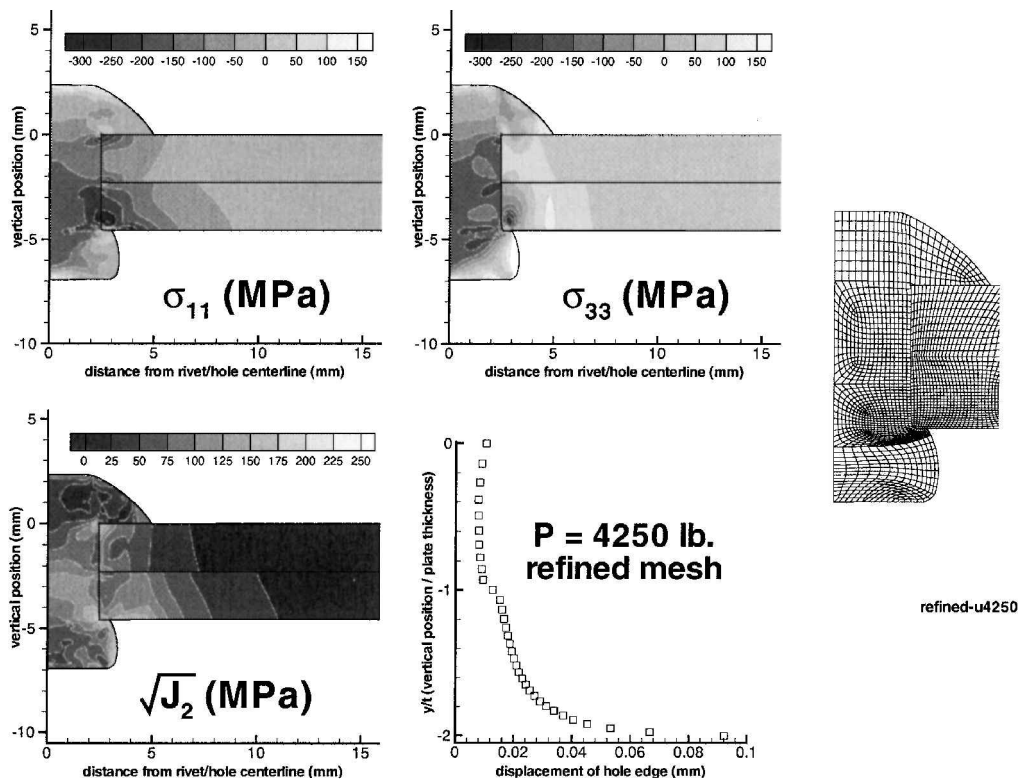 -300 -250 -200 -150 -100 -50 0 50 100 150
5
0
-5
-10
vertical position (mm)
σ11 (MPa)
0 5 10 15
distance from rivet/hole centerline (mm)
-300 -250 -200 -150 -100 -50 0 50 100 150
5
0
-5
-10
vertical position (mm)
σ33 (MPa)
0 5 10 15
distance from rivet/hole centerline (mm)
0 25 50 75 100 125 150 175 200 225 250
5
0
-5
-10
vertical position (mm)
√J2 (MPa)
0 5 10 15
distance from rivet/hole centerline (mm)
0
-1
-2
y/t (vertical position / plate thickness)
P = 4250 lb.
refined mesh
0 0.02 0.04 0.06 0.08 0.1
displacement of hole edge (mm)
refined-u4250